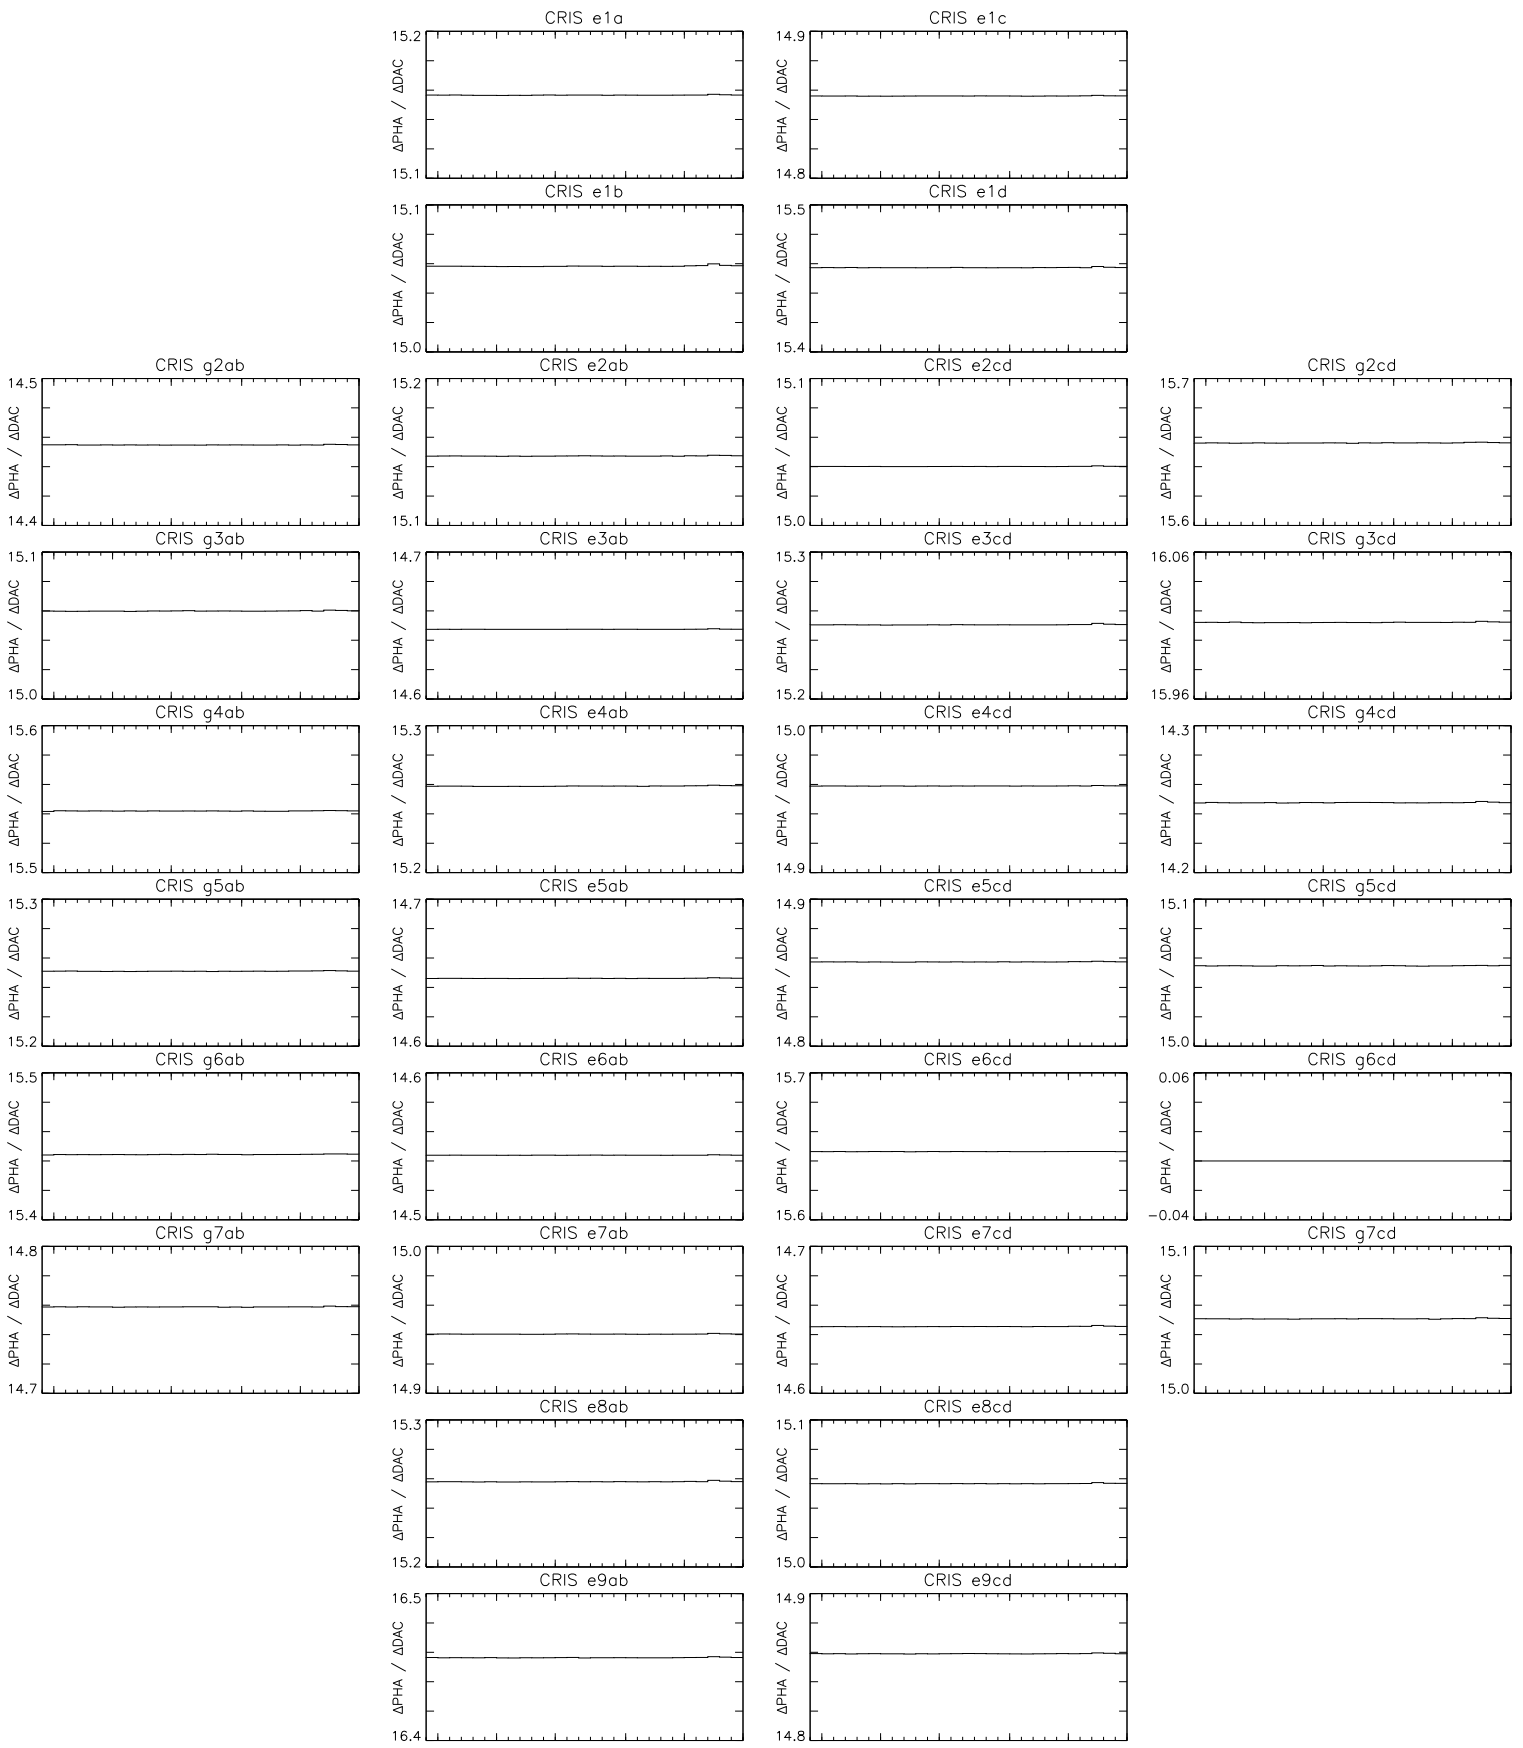 CRIS e1a
CRIS e1c
15.2
ΔPHA / ΔDAC
15.1
14.9
ΔPHA / ΔDAC
14.8
CRIS e1b
CRIS e1d
15.1
ΔPHA / ΔDAC
15.0
15.5
ΔPHA / ΔDAC
15.4
CRIS g2ab
CRIS e2ab
CRIS e2cd
CRIS g2cd
14.5
ΔPHA / ΔDAC
14.4
15.2
ΔPHA / ΔDAC
15.1
15.1
ΔPHA / ΔDAC
15.0
15.7
ΔPHA / ΔDAC
15.6
CRIS g3ab
CRIS e3ab
CRIS e3cd
CRIS g3cd
15.1
ΔPHA / ΔDAC
15.0
14.7
ΔPHA / ΔDAC
14.6
15.3
ΔPHA / ΔDAC
15.2
16.06
ΔPHA / ΔDAC
15.96
CRIS g4ab
CRIS e4ab
CRIS e4cd
CRIS g4cd
15.6
ΔPHA / ΔDAC
15.5
15.3
ΔPHA / ΔDAC
15.2
15.0
ΔPHA / ΔDAC
14.9
14.3
ΔPHA / ΔDAC
14.2
CRIS g5ab
CRIS e5ab
CRIS e5cd
CRIS g5cd
15.3
ΔPHA / ΔDAC
15.2
14.7
ΔPHA / ΔDAC
14.6
14.9
ΔPHA / ΔDAC
14.8
15.1
ΔPHA / ΔDAC
15.0
CRIS g6ab
CRIS e6ab
CRIS e6cd
CRIS g6cd
15.5
ΔPHA / ΔDAC
15.4
14.6
ΔPHA / ΔDAC
14.5
15.7
ΔPHA / ΔDAC
15.6
0.06
ΔPHA / ΔDAC
−0.04
CRIS g7ab
CRIS e7ab
CRIS e7cd
CRIS g7cd
14.8
ΔPHA / ΔDAC
14.7
15.0
ΔPHA / ΔDAC
14.9
14.7
ΔPHA / ΔDAC
14.6
15.1
ΔPHA / ΔDAC
15.0
CRIS e8ab
CRIS e8cd
15.3
ΔPHA / ΔDAC
15.2
15.1
ΔPHA / ΔDAC
15.0
CRIS e9ab
CRIS e9cd
16.5
ΔPHA / ΔDAC
16.4
14.9
ΔPHA / ΔDAC
14.8